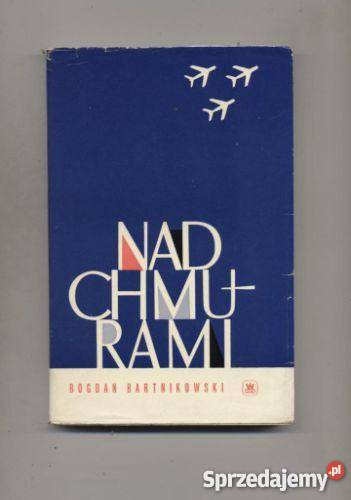 NAD
CHMU-
RAMI
BOGDAN BARTNIKOWSKI
Sprzedajemy.pl